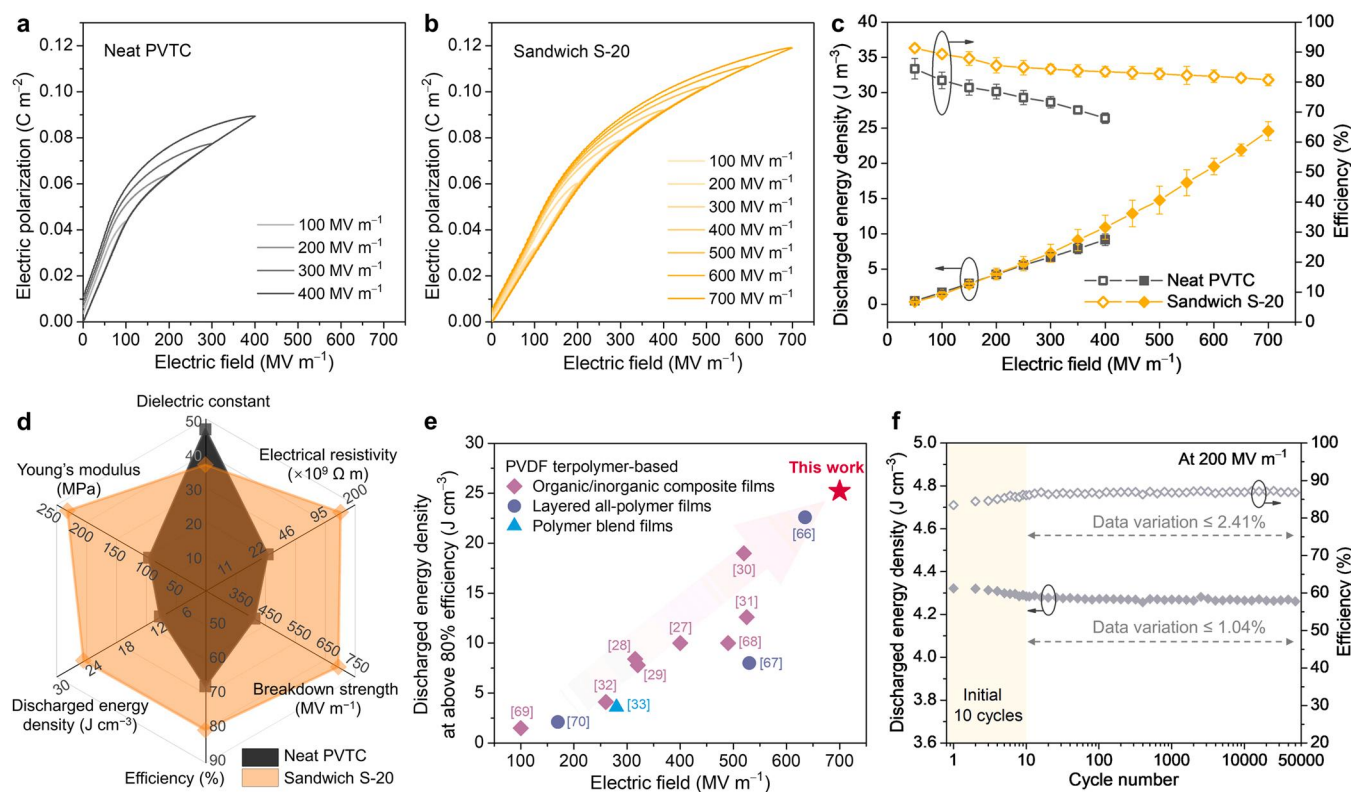 a
Neat PVTC
Electric polarization (C m⁻²)
0.12
0.10
0.08
0.06
0.04
0.02
0.00
100 MV m⁻¹
200 MV m⁻¹
300 MV m⁻¹
400 MV m⁻¹
0 100 200 300 400 500 600 700
Electric field (MV m⁻¹)
b
Sandwich S-20
Electric polarization (C m⁻²)
0.12
0.10
0.08
0.06
0.04
0.02
0.00
100 MV m⁻¹
200 MV m⁻¹
300 MV m⁻¹
400 MV m⁻¹
500 MV m⁻¹
600 MV m⁻¹
700 MV m⁻¹
0 100 200 300 400 500 600 700
Electric field (MV m⁻¹)
c
Discharged energy density (J m⁻³)
40
35
30
25
20
15
10
5
0
Neat PVTC
Sandwich S-20
100
90
80
70
60
50
40
30
20
10
0
Efficiency (%)
0 100 200 300 400 500 600 700
Electric field (MV m⁻¹)
d
Dielectric constant
50
40
30
20
10
Electrical resistivity
(×10⁹ Ω m)
200
95
46
22
11
Young's modulus
(MPa)
250 200 150 100 50
350 450 550 650 750
Breakdown strength
(MV m⁻¹)
6
12
18
24
30
Discharged energy
density (J cm⁻³)
50
60
70
80
90
Efficiency (%)
Neat PVTC
Sandwich S-20
e
Discharged energy density
at above 80% efficiency (J cm⁻³)
30
25
20
15
10
5
0
PVDF terpolymer-based
Organic/inorganic composite films
Layered all-polymer films
Polymer blend films
This work
[66]
[30]
[31]
[28]
[27]
[68]
[29]
[67]
[32]
[33]
[69]
[70]
100 200 300 400 500 600 700
Electric field (MV m⁻¹)
f
Discharged energy density (J cm⁻³)
5.0
4.8
4.6
4.4
4.2
4.0
3.8
3.6
At 200 MV m⁻¹
Data variation ≤ 2.41%
Data variation ≤ 1.04%
Initial
10 cycles
100
90
80
70
60
50
40
30
20
Efficiency (%)
1 10 100 1000 10000 50000
Cycle number